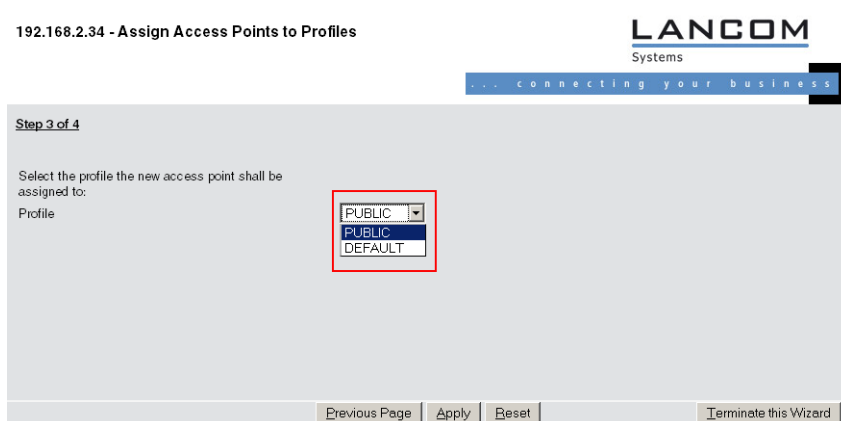 192.168.2.34 - Assign Access Points to Profiles
LANCOM
Systems
... connecting your business
Step 3 of 4
Select the profile the new access point shall be
assigned to:
Profile
PUBLIC
PUBLIC
DEFAULT
Previous Page
Apply
Reset
Terminate this Wizard